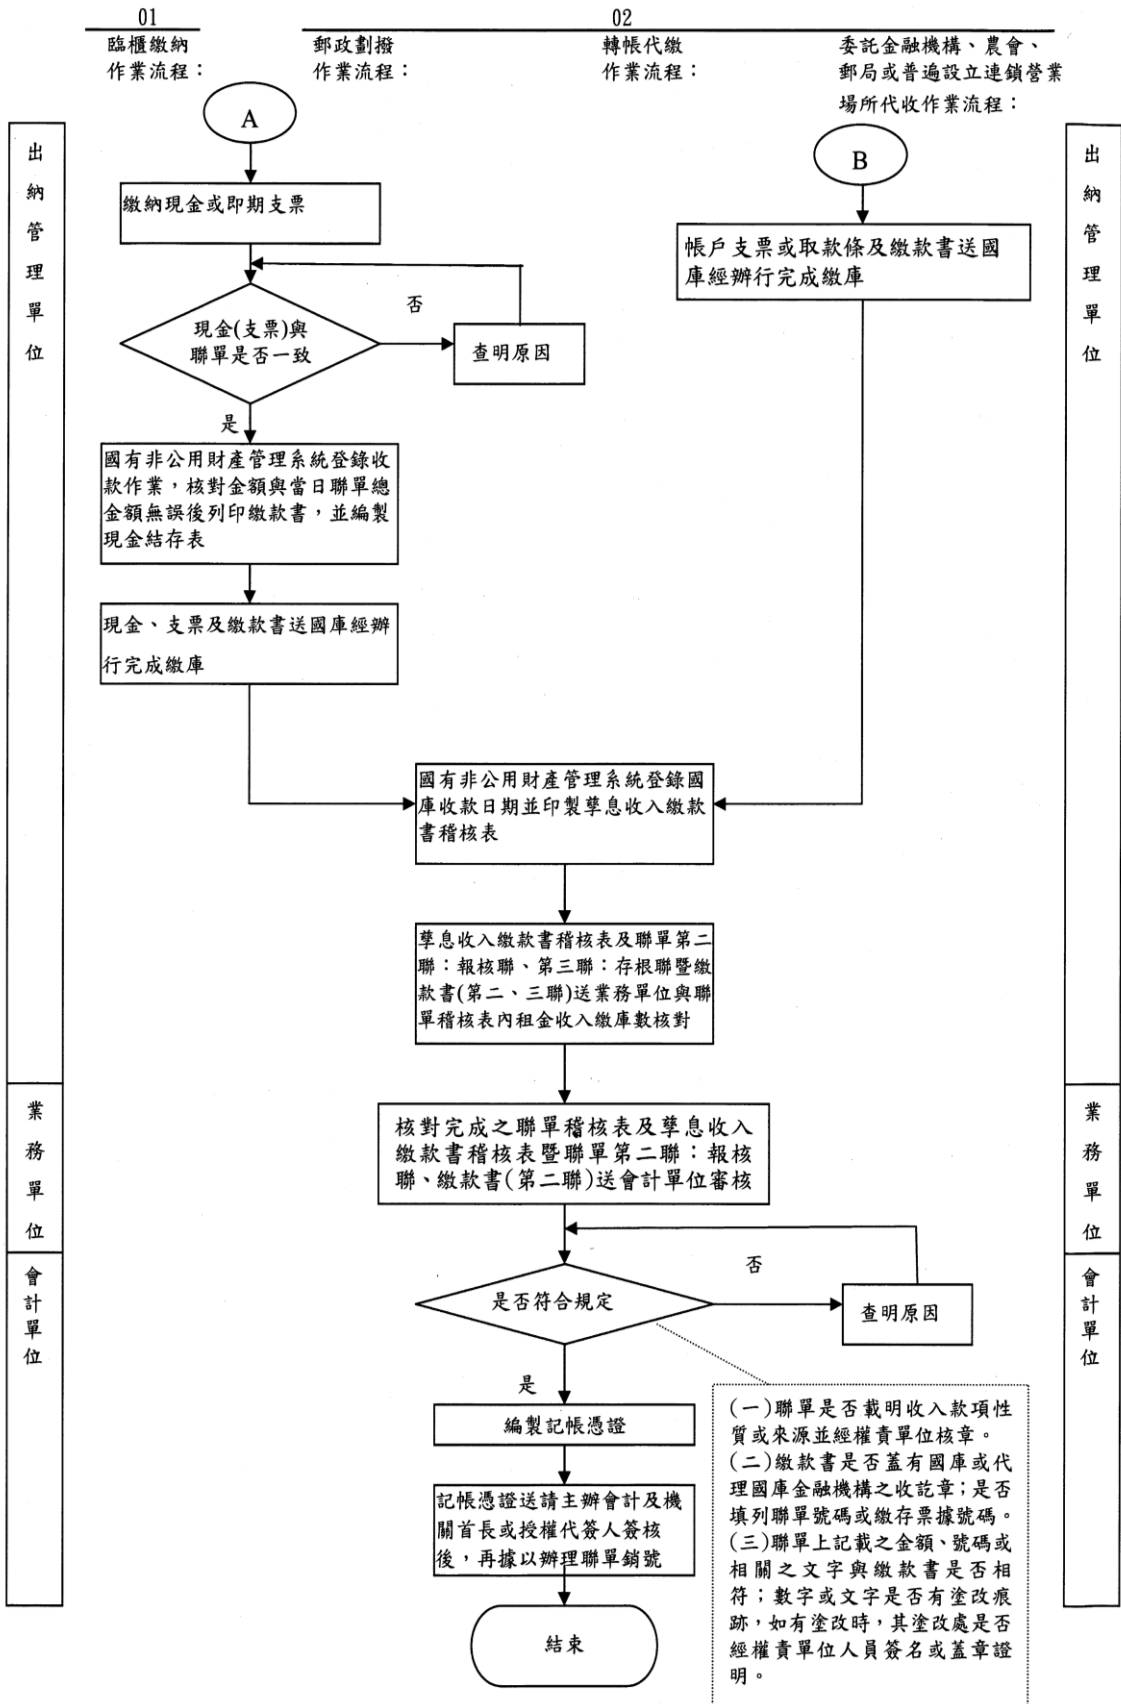 01
02
臨櫃繳納
作業流程：
郵政劃撥
作業流程：
轉帳代繳
作業流程：
委託金融機構、農會、
郵局或普遍設立連鎖營業
場所代收作業流程：
出納管理單位
A
B
出納管理單位
繳納現金或即期支票
帳戶支票或取款條及繳款書送國
庫經辦行完成繳庫
現金(支票)與
聯單是否一致
否
查明原因
是
國有非公用財產管理系統登錄收
款作業，核對金額與當日聯單總
金額無誤後列印繳款書，並編製
現金結存表
現金、支票及繳款書送國庫經辦
行完成繳庫
國有非公用財產管理系統登錄國
庫收款日期並印製孳息收入繳款
書稽核表
孳息收入繳款書稽核表及聯單第二
聯：報核聯、第三聯：存根聯暨繳
款書(第二、三聯)送業務單位與聯
單稽核表內租金收入繳庫數核對
業務單位
業務單位
核對完成之聯單稽核表及孳息收入
繳款書稽核表暨聯單第二聯：報核
聯、繳款書(第二聯)送會計單位審核
會計單位
會計單位
是否符合規定
否
查明原因
是
編製記帳憑證
記帳憑證送請主辦會計及機
關首長或授權代簽人簽核
後，再據以辦理聯單銷號
結束
(一)聯單是否載明收入款項性
質或來源並經權責單位核章。
(二)繳款書是否蓋有國庫或代
理國庫金融機構之收訖章；是否
填列聯單號碼或繳存票據號碼。
(三)聯單上記載之金額、號碼或
相關之文字與繳款書是否相
符；數字或文字是否有塗改痕
跡，如有塗改時，其塗改處是否
經權責單位人員簽名或蓋章證
明。